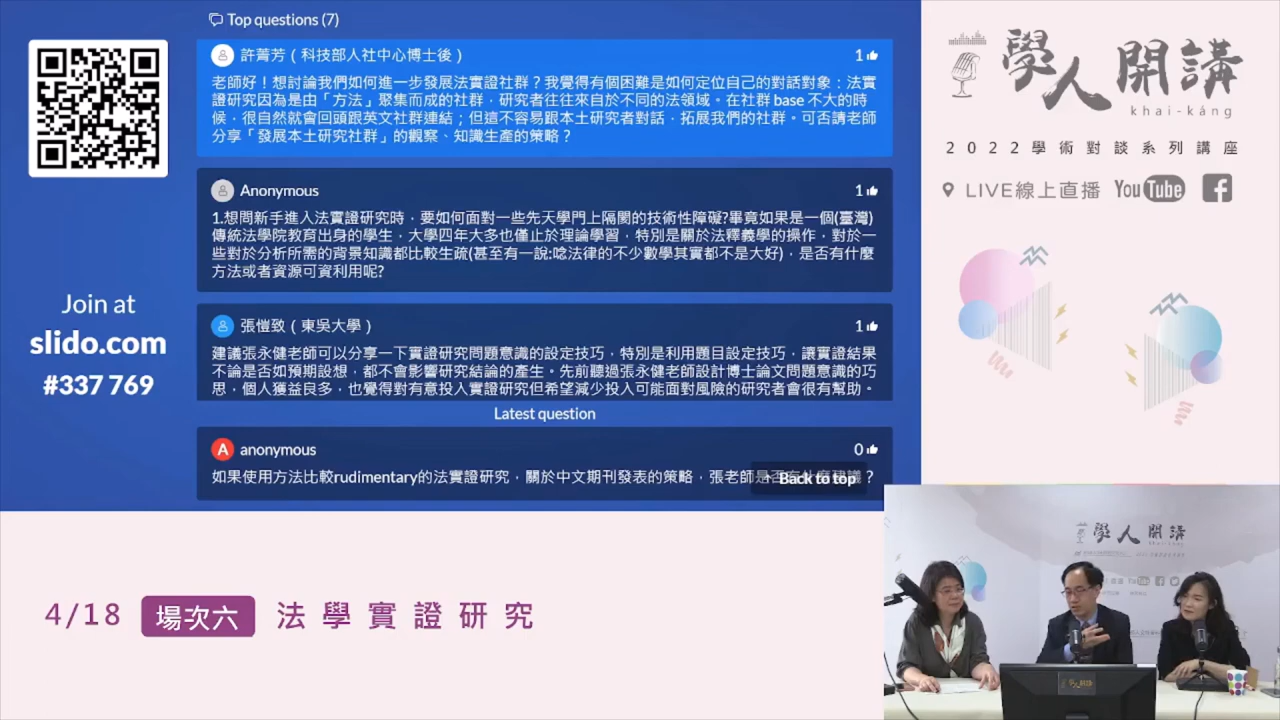 Top questions (7)
許菁芳（科技部人社中心博士後）
1
老師好！想討論我們如何進一步發展法實證社群？我覺得有個困難是如何定位自己的對話對象：法實
證研究因為是由「方法」聚集而成的社群，研究者往往來自於不同的法領域。在社群 base 不大的時
候，很自然就會回頭跟英文社群連結；但這不容易跟本土研究者對話，拓展我們的社群。可否請老師
分享「發展本土研究社群」的觀察、知識生產的策略？
Anonymous
1
1.想問新手進入法實證研究時，要如何面對一些先天學門上隔閡的技術性障礙?畢竟如果是一個(臺灣)
傳統法學院教育出身的學生，大學四年大多也僅止於理論學習，特別是關於法釋義學的操作，對於一
些對於分析所需的背景知識都比較生疏(甚至有一說:唸法律的不少數學其實都不是太好)，是否有什麼
方法或者資源可資利用呢?
張愷致（東吳大學）
1
建議張永健老師可以分享一下實證研究問題意識的設定技巧，特別是利用題目設定技巧，讓實證結果
不論是否如預期設想，都不會影響研究結論的產生。先前聽過張永健老師設計博士論文問題意識的巧
思，個人獲益良多，也覺得對有意投入實證研究但希望減少投入可能面對風險的研究者會很有幫助。
Latest question
A anonymous
0
如果使用方法比較rudimentary的法實證研究，關於中文期刊發表的策略，張老師是否有什麼建議？
Back to top
Join at
slido.com
#337 769
學人開講
khai-káng
2022學術對談系列講座
LIVE線上直播 YouTube
4/18 場次六 法學實證研究
學人開講
khai-káng